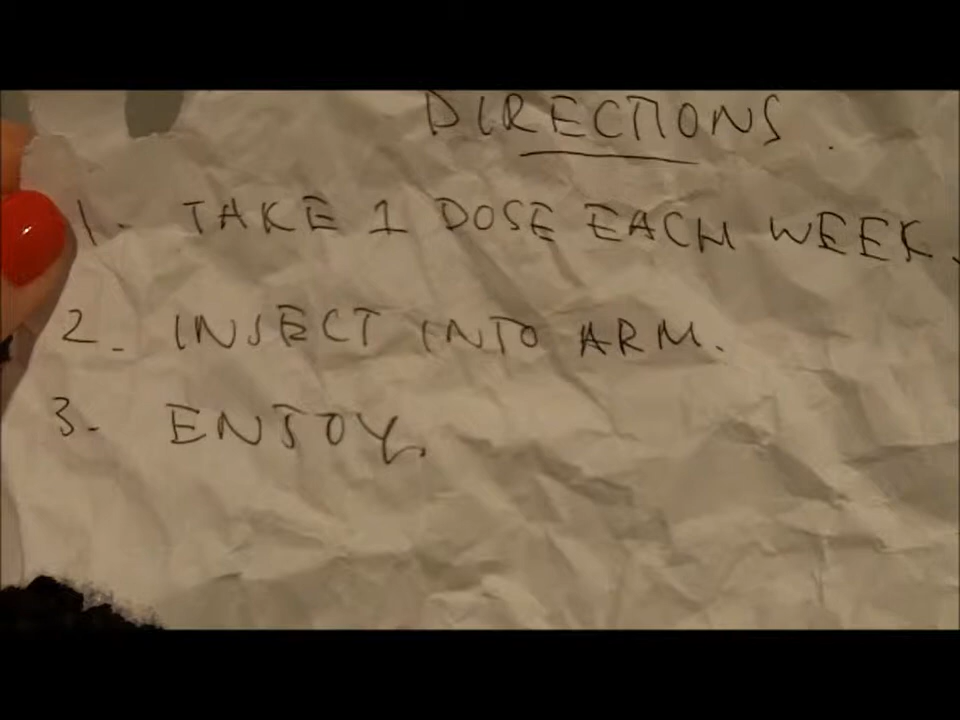 DIRECTIONS.
1. TAKE 1 DOSE EACH WEEK.
2. INJECT INTO ARM.
3. ENJOY.